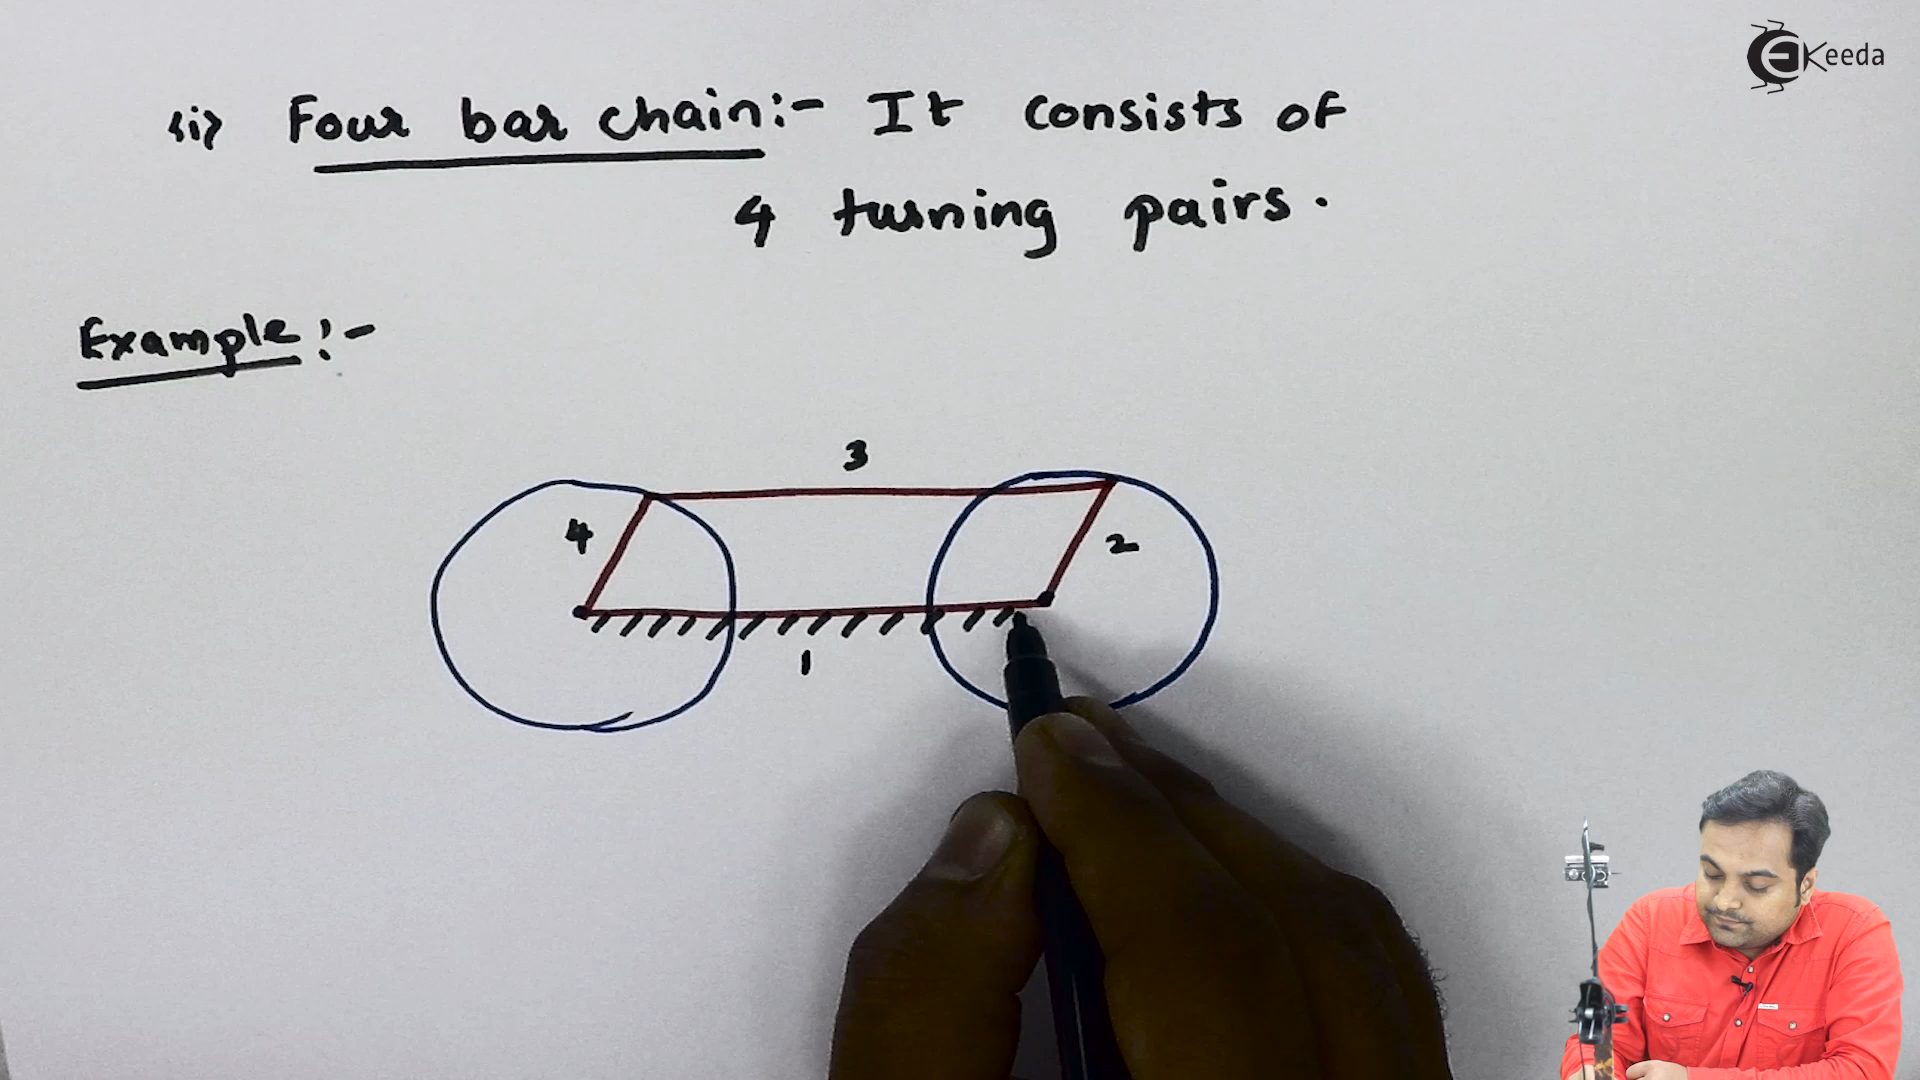 (ii) Four bar chain:- It consists of
4 turning pairs.
Example:-
3
4
2
1
EKeeda